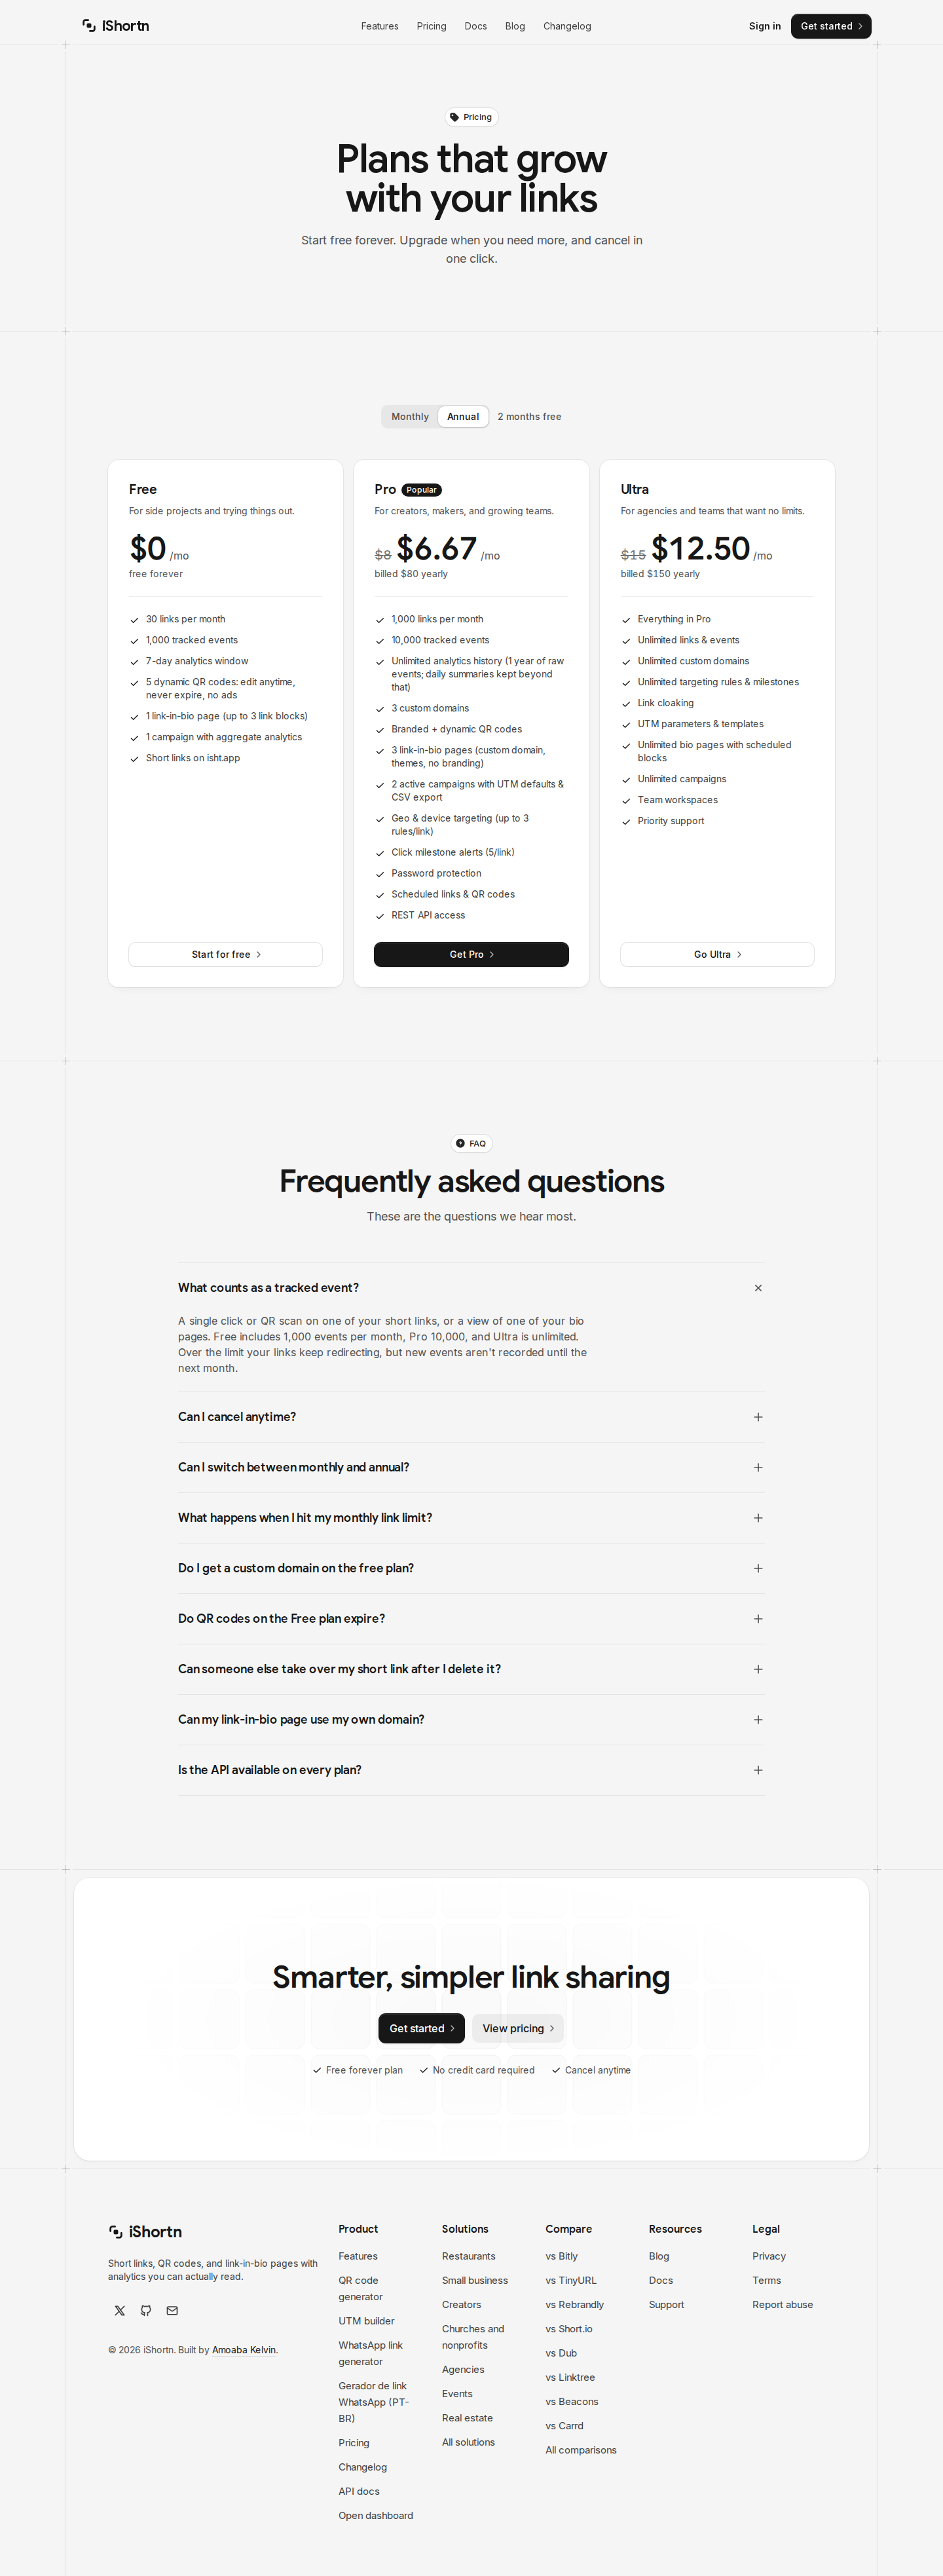 iShortn
Features
Pricing
Docs
Blog
Changelog
Sign in
Get started
Pricing
Plans that grow
with your links
Start free forever. Upgrade when you need more, and cancel in
one click.
Monthly
Annual
2 months free
Free
For side projects and trying things out.
$0 /mo
free forever
30 links per month
1,000 tracked events
7-day analytics window
5 dynamic QR codes: edit anytime,
never expire, no ads
1 link-in-bio page (up to 3 link blocks)
1 campaign with aggregate analytics
Short links on isht.app
Start for free
Pro Popular
For creators, makers, and growing teams.
$8 $6.67 /mo
billed $80 yearly
1,000 links per month
10,000 tracked events
Unlimited analytics history (1 year of raw
events; daily summaries kept beyond
that)
3 custom domains
Branded + dynamic QR codes
3 link-in-bio pages (custom domain,
themes, no branding)
2 active campaigns with UTM defaults &
CSV export
Geo & device targeting (up to 3
rules/link)
Click milestone alerts (5/link)
Password protection
Scheduled links & QR codes
REST API access
Get Pro
Ultra
For agencies and teams that want no limits.
$15 $12.50 /mo
billed $150 yearly
Everything in Pro
Unlimited links & events
Unlimited custom domains
Unlimited targeting rules & milestones
Link cloaking
UTM parameters & templates
Unlimited bio pages with scheduled
blocks
Unlimited campaigns
Team workspaces
Priority support
Go Ultra
FAQ
Frequently asked questions
These are the questions we hear most.
What counts as a tracked event?
A single click or QR scan on one of your short links, or a view of one of your bio
pages. Free includes 1,000 events per month, Pro 10,000, and Ultra is unlimited.
Over the limit your links keep redirecting, but new events aren't recorded until the
next month.
Can I cancel anytime?
Can I switch between monthly and annual?
What happens when I hit my monthly link limit?
Do I get a custom domain on the free plan?
Do QR codes on the Free plan expire?
Can someone else take over my short link after I delete it?
Can my link-in-bio page use my own domain?
Is the API available on every plan?
Smarter, simpler link sharing
Get started
View pricing
Free forever plan
No credit card required
Cancel anytime
iShortn
Short links, QR codes, and link-in-bio pages with
analytics you can actually read.
© 2026 iShortn. Built by Amoaba Kelvin.
Product
Features
QR code
generator
UTM builder
WhatsApp link
generator
Gerador de link
WhatsApp (PT-
BR)
Pricing
Changelog
API docs
Open dashboard
Solutions
Restaurants
Small business
Creators
Churches and
nonprofits
Agencies
Events
Real estate
All solutions
Compare
vs Bitly
vs TinyURL
vs Rebrandly
vs Short.io
vs Dub
vs Linktree
vs Beacons
vs Carrd
All comparisons
Resources
Blog
Docs
Support
Legal
Privacy
Terms
Report abuse